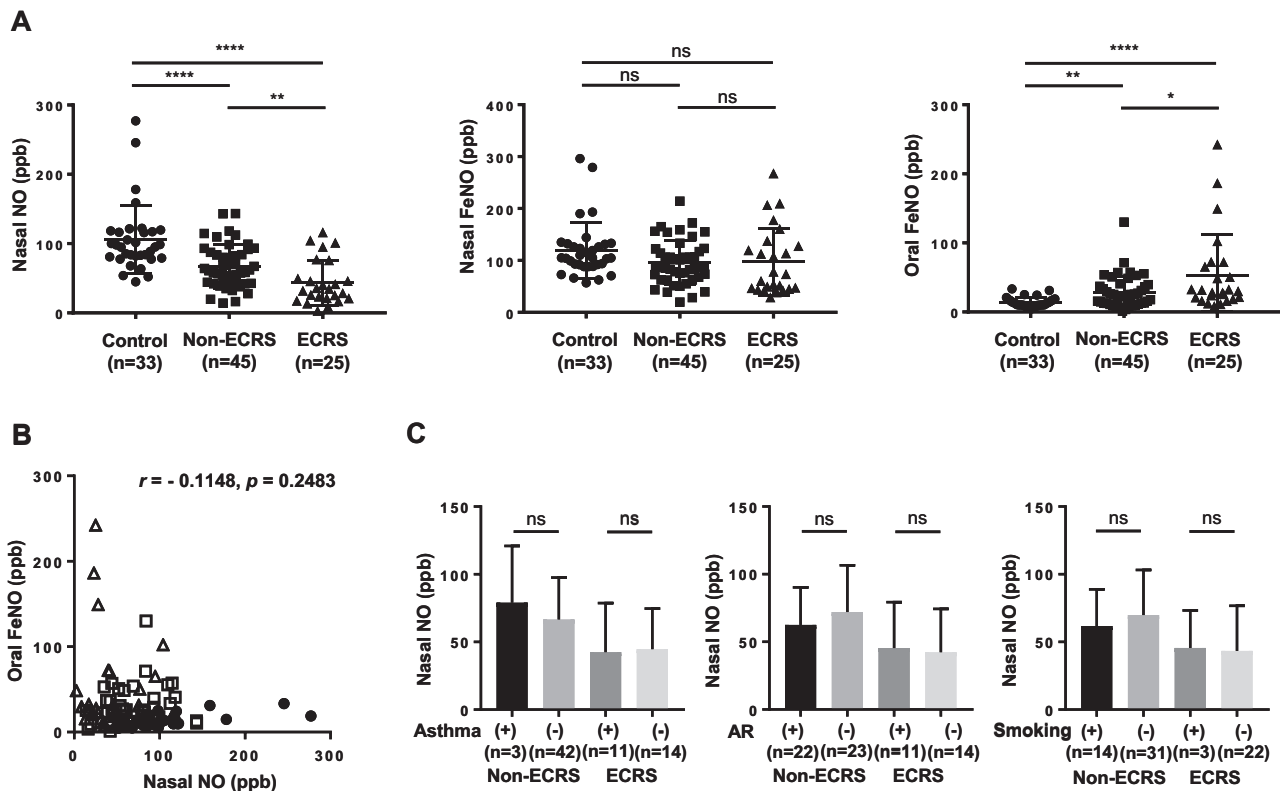 A
****
****
**
Nasal NO (ppb)
300
200
100
0
Control
(n=33)
Non-ECRS
(n=45)
ECRS
(n=25)
ns
ns
ns
Nasal FeNO (ppb)
400
300
200
100
0
Control
(n=33)
Non-ECRS
(n=45)
ECRS
(n=25)
****
**
*
Oral FeNO (ppb)
300
200
100
0
Control
(n=33)
Non-ECRS
(n=45)
ECRS
(n=25)
B
r = - 0.1148, p = 0.2483
Oral FeNO (ppb)
300
200
100
0
0 100 200 300
Nasal NO (ppb)
C
ns ns
Nasal NO (ppb)
150
100
50
0
Asthma (+) (-) (+) (-)
(n=3) (n=42) (n=11) (n=14)
Non-ECRS ECRS
ns ns
Nasal NO (ppb)
150
100
50
0
AR (+) (-) (+) (-)
(n=22) (n=23) (n=11) (n=14)
Non-ECRS ECRS
ns ns
Nasal NO (ppb)
150
100
50
0
Smoking (+) (-) (+) (-)
(n=14) (n=31) (n=3) (n=22)
Non-ECRS ECRS